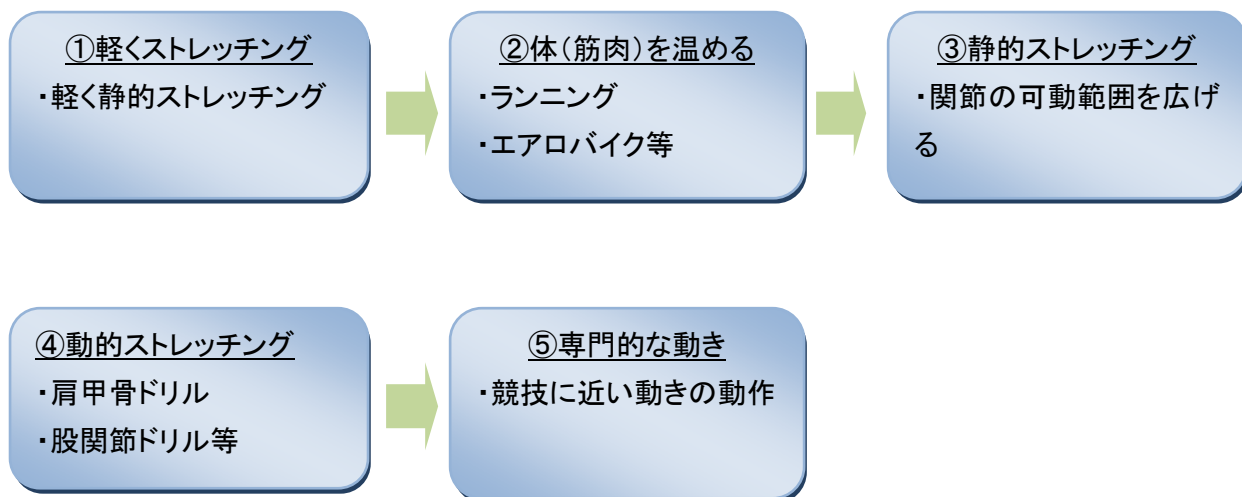 ①軽くストレッチング
・軽く静的ストレッチング
②体(筋肉)を温める
・ランニング
・エアロバイク等
③静的ストレッチング
・関節の可動範囲を広げ
る
④動的ストレッチング
・肩甲骨ドリル
・股関節ドリル等
⑤専門的な動き
・競技に近い動きの動作